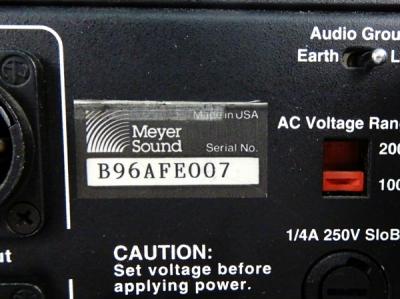 Audio Grou
Earth
Made in USA
Meyer
Sound
Serial No.
B96AFE007
AC Voltage Rang
200
100
1/4A 250V SloB
ut
CAUTION:
Set voltage before
applying power.